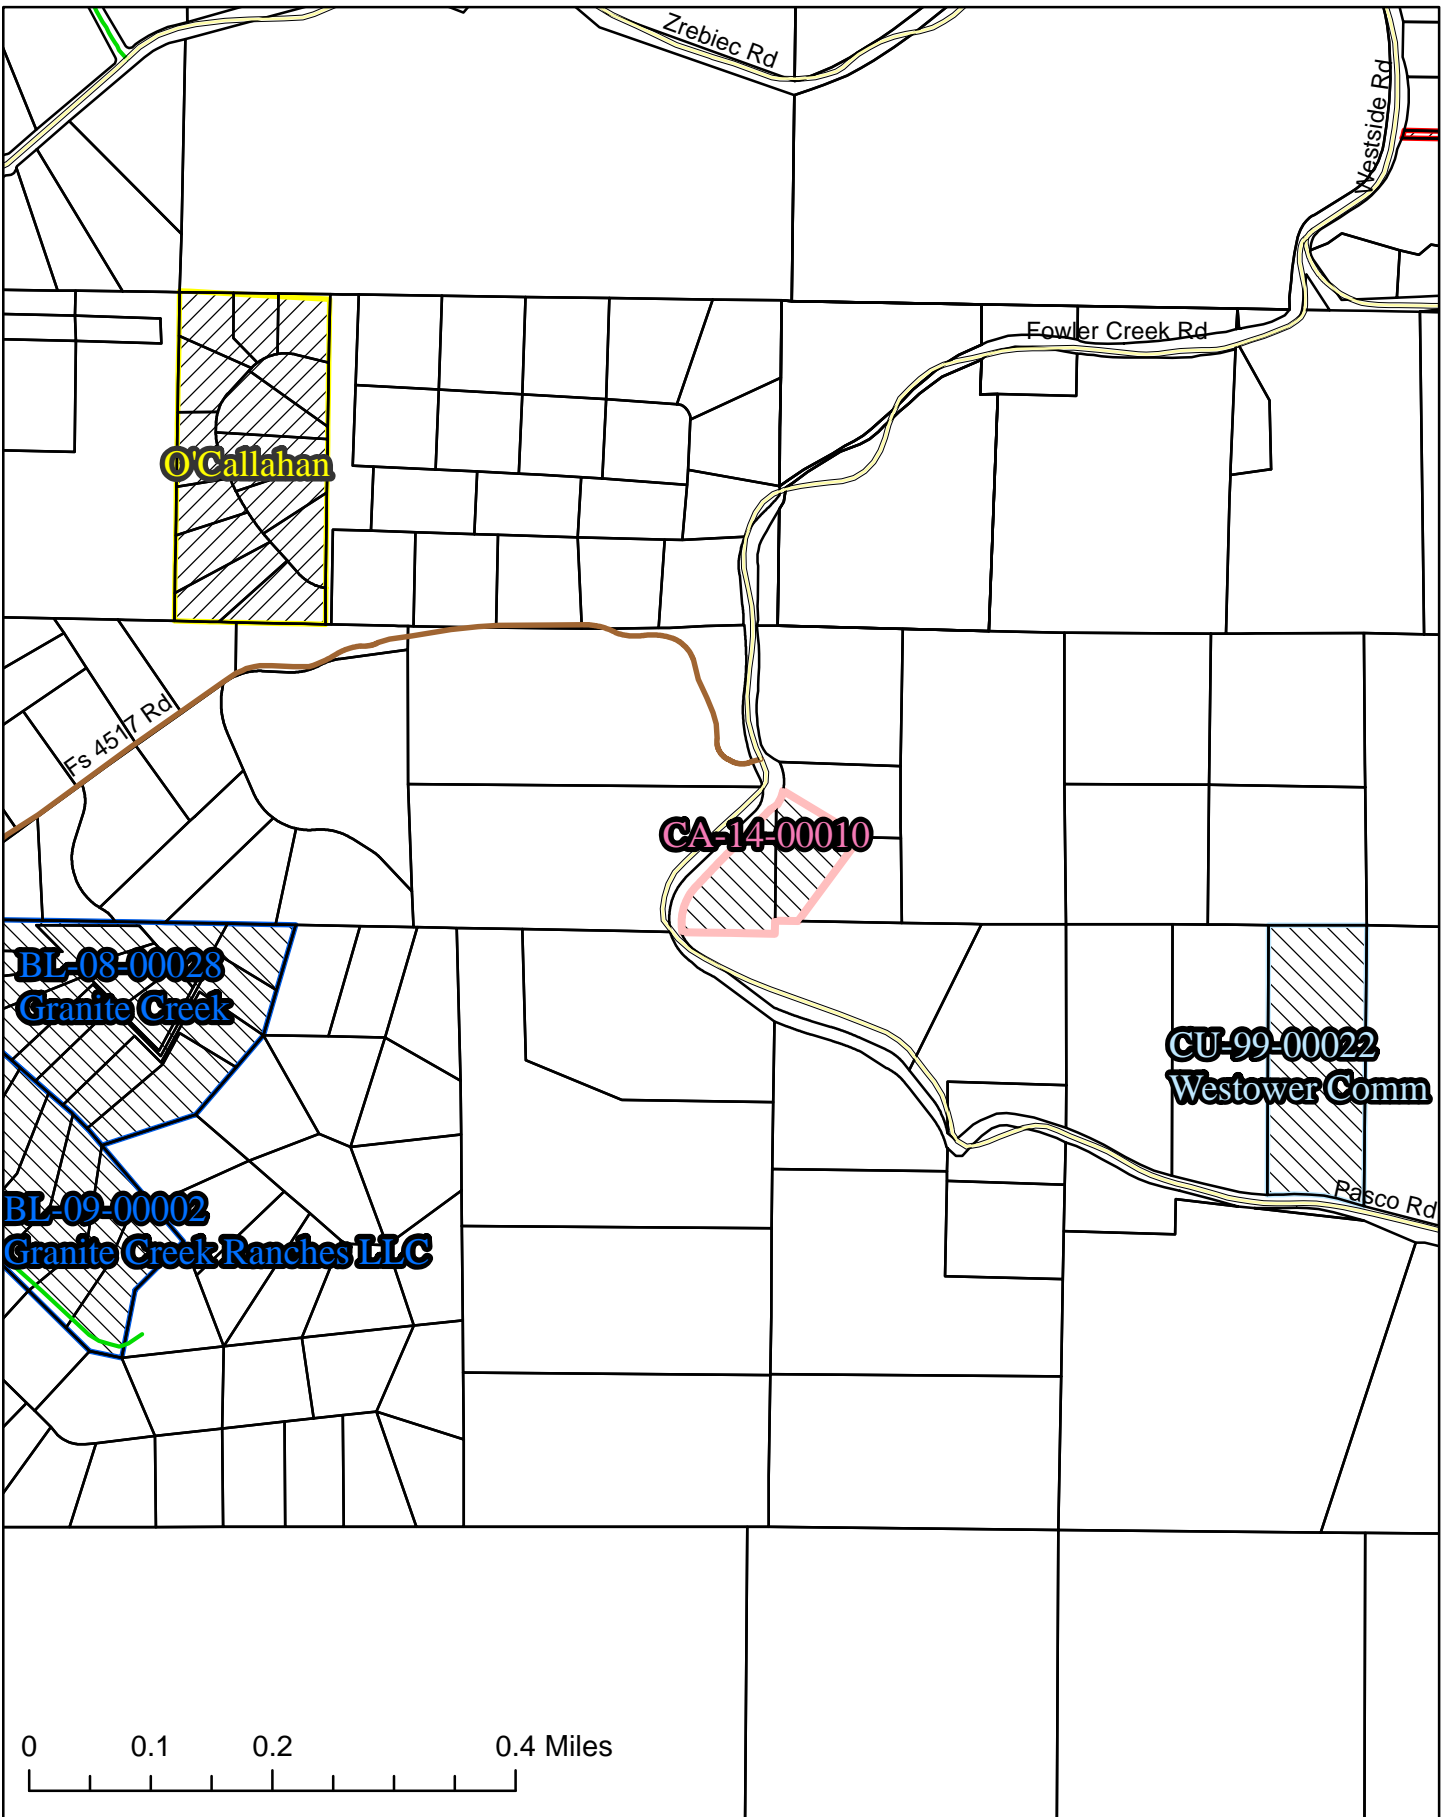 Zrebiec Rd
Westside Rd
Fowler Creek Rd
O'Callahan
Fs 4517 Rd
CA-14-00010
BL-08-00028
Granite Creek
CU-99-00022
Westower Comm
Pasco Rd
BL-09-00002
Granite Creek Ranches LLC
0 0.1 0.2 0.4 Miles